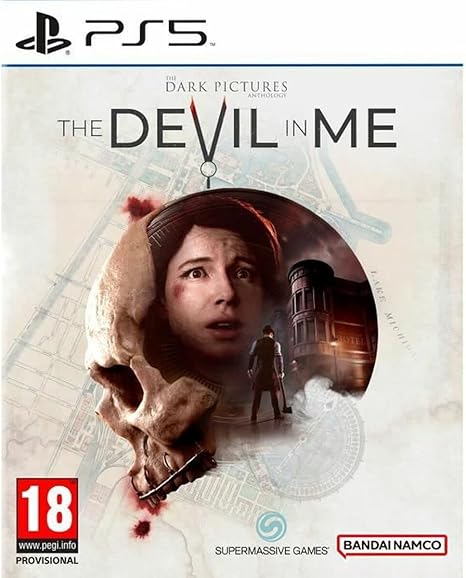 PS5
THE
DARK PICTURES
ANTHOLOGY
THE DEVIL IN ME
LAKE MICHIGAN
HOTEL
18
www.pegi.info
PROVISIONAL
SUPERMASSIVE GAMES
BANDAI NAMCO